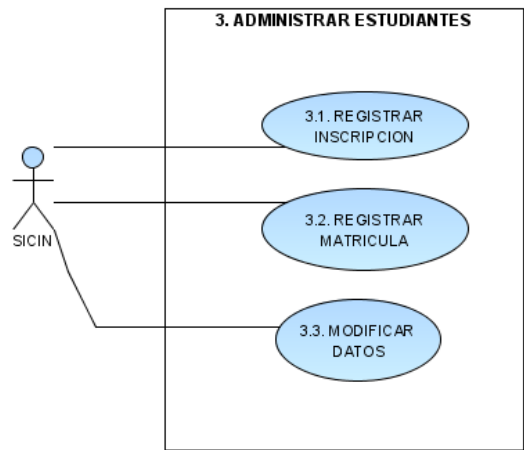 3. ADMINISTRAR ESTUDIANTES
3.1. REGISTRAR
INSCRIPCION
SICIN
3.2. REGISTRAR
MATRICULA
3.3. MODIFICAR
DATOS